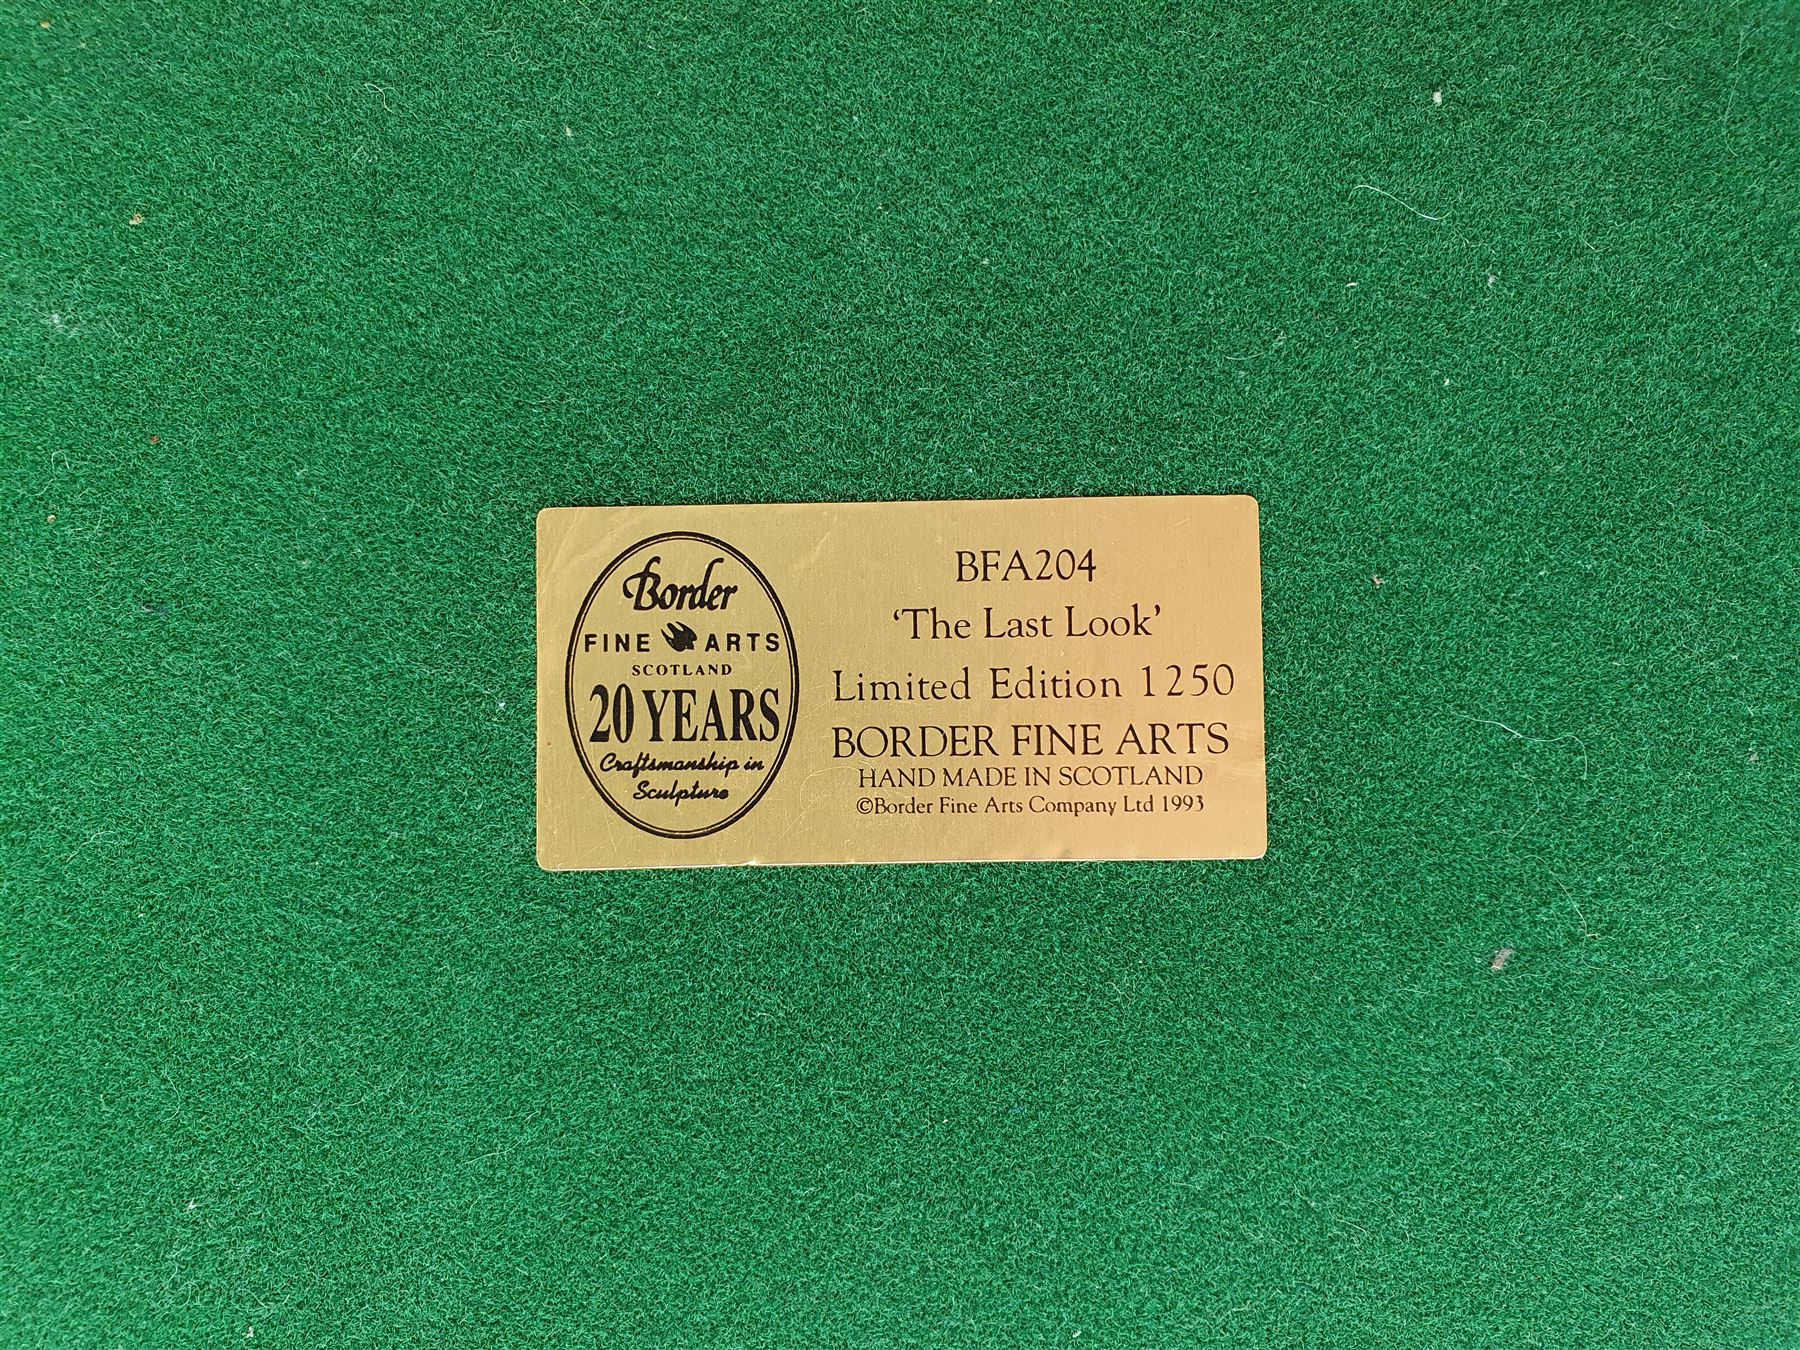 Border
FINE ARTS
SCOTLAND
20 YEARS
Craftsmanship in
Sculpture
BFA204
‘The Last Look’
Limited Edition 1250
BORDER FINE ARTS
HAND MADE IN SCOTLAND
©Border Fine Arts Company Ltd 1993